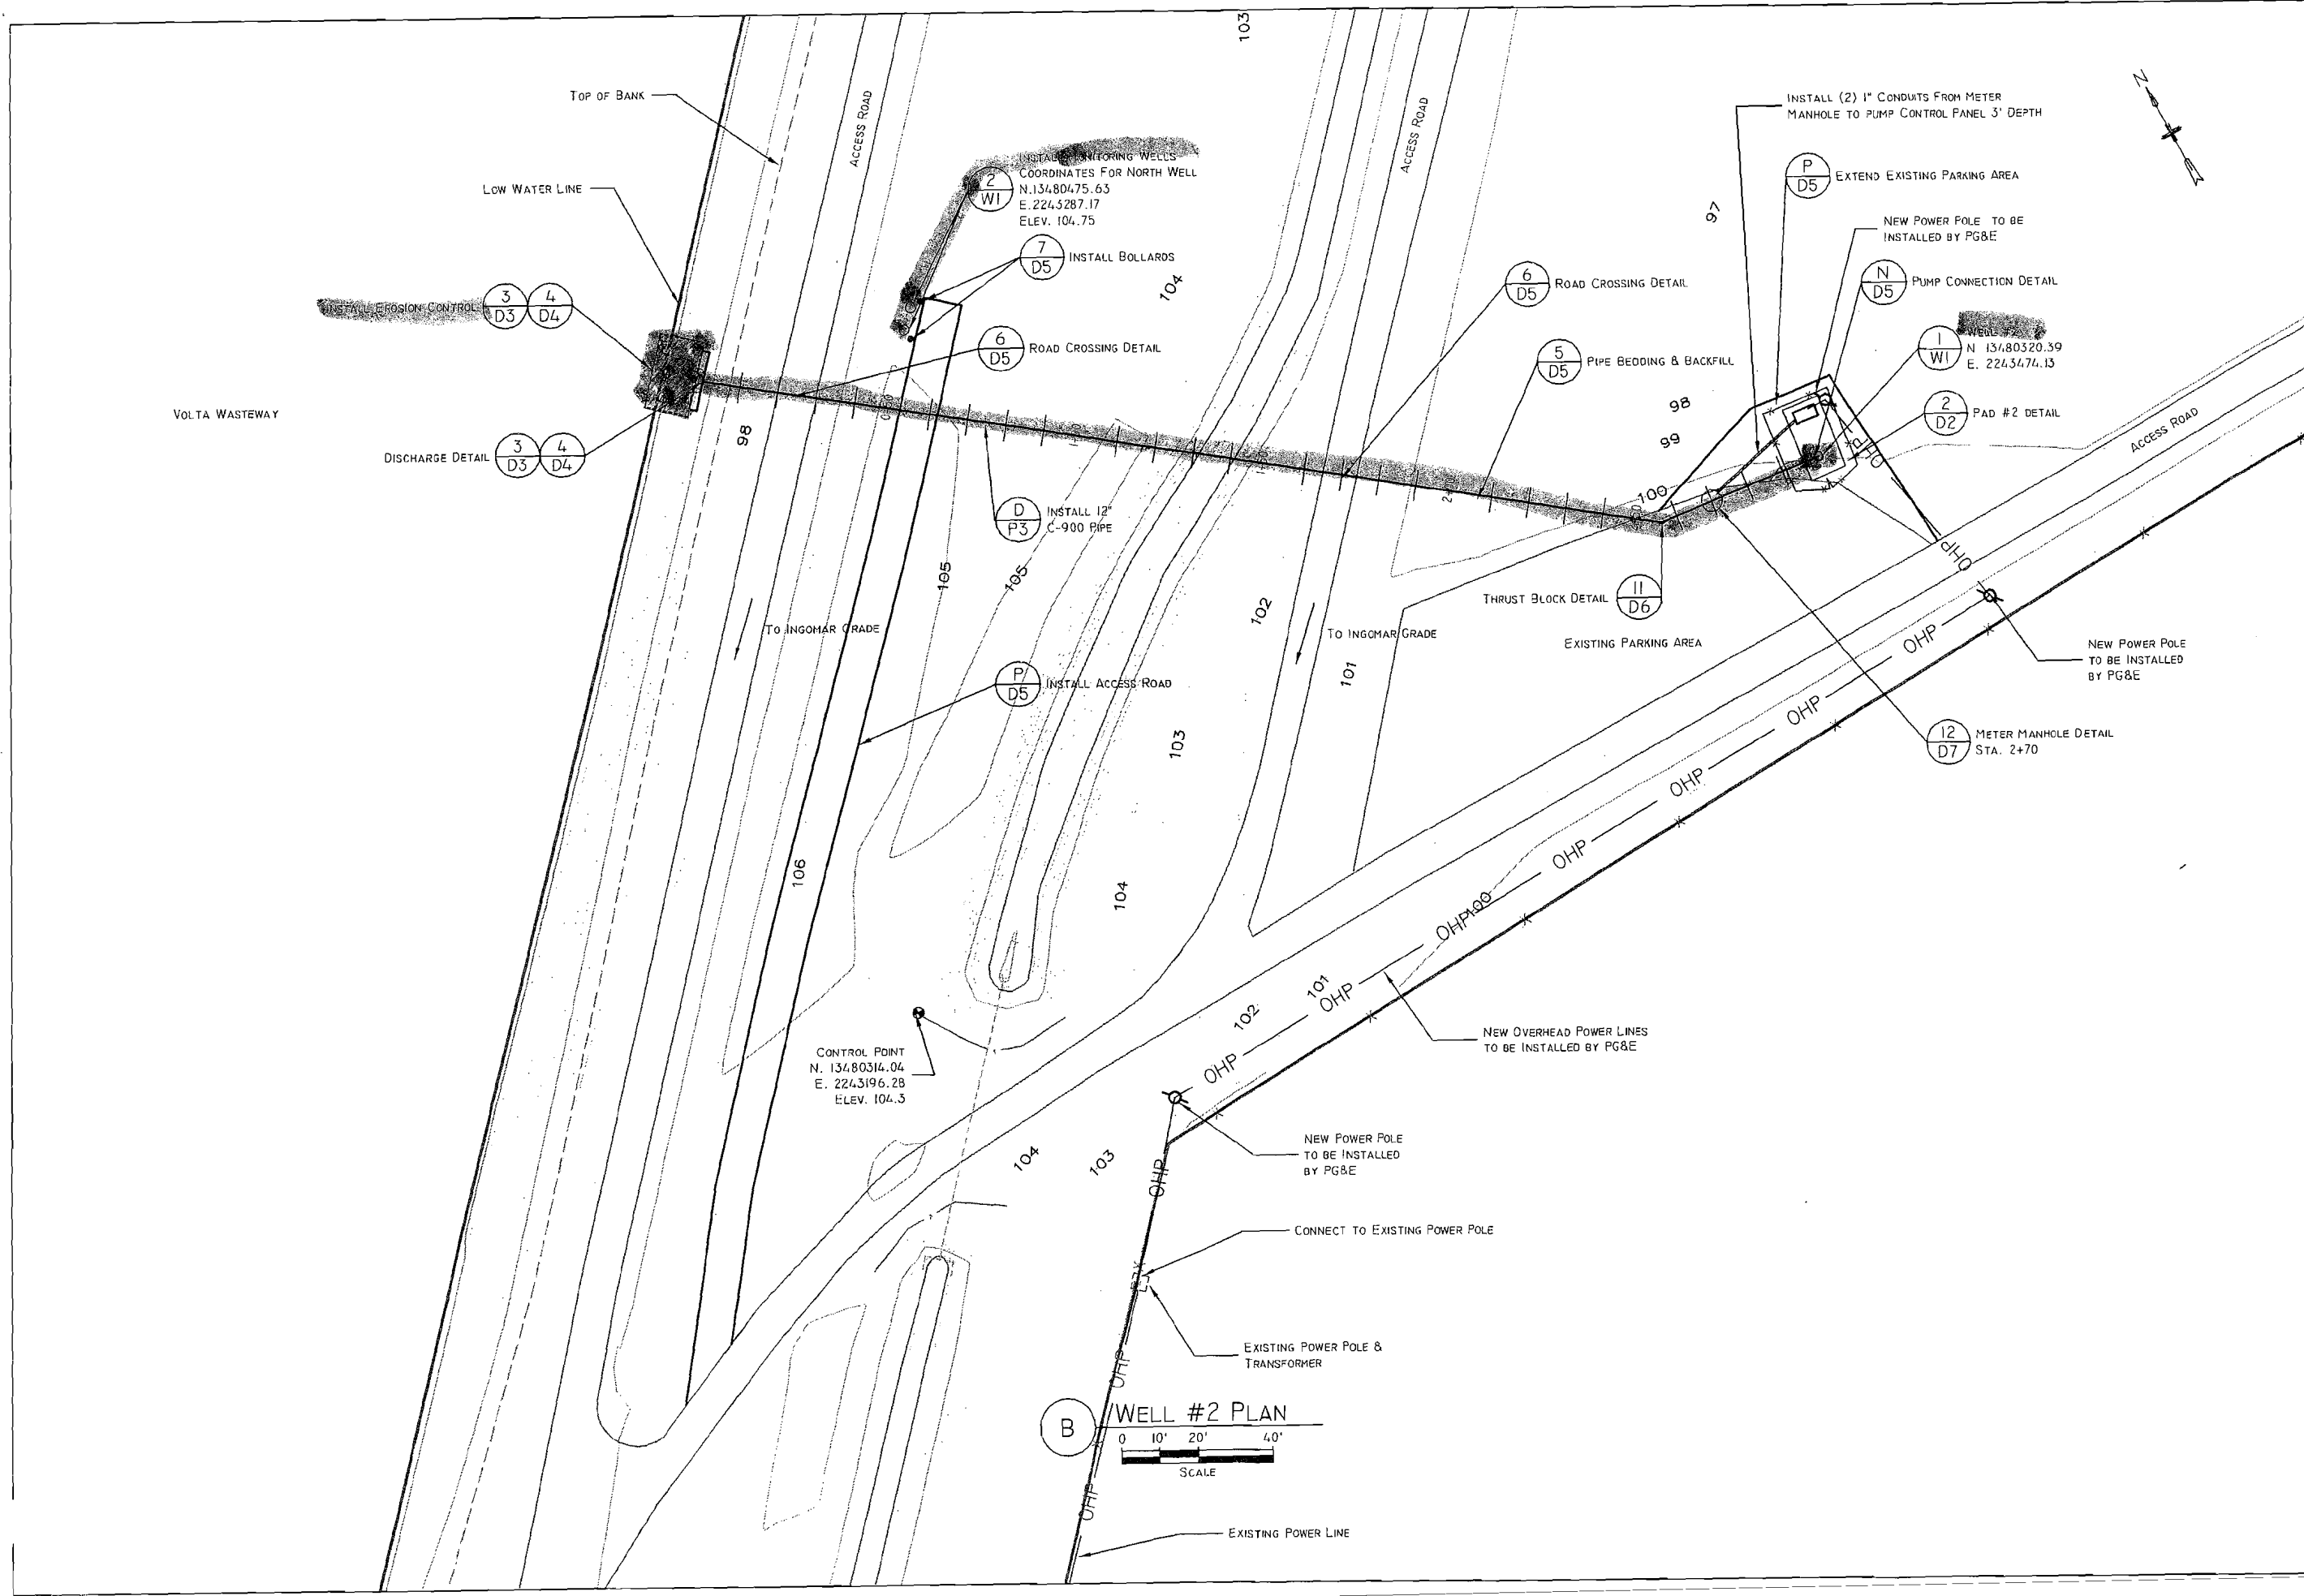 103
TOP OF BANK
ACCESS ROAD
ACCESS ROAD
N
INSTALL (2) 1" CONDUITS FROM METER
MANHOLE TO PUMP CONTROL PANEL 3' DEPTH
LOW WATER LINE
2
W1
INSTALL MONITORING WELLS
COORDINATES FOR NORTH WELL
N.13480475.63
E.2243287.17
ELEV. 104.75
P
D5
EXTEND EXISTING PARKING AREA
97
NEW POWER POLE TO BE
INSTALLED BY PG&E
7
D5
INSTALL BOLLARDS
104
6
D5
ROAD CROSSING DETAIL
N
D5
PUMP CONNECTION DETAIL
INSTALL EROSION CONTROL
3
D3
4
D4
1
W1
WELL #2
N 13480320.39
E. 2243474.13
6
D5
ROAD CROSSING DETAIL
5
D5
PIPE BEDDING & BACKFILL
VOLTA WASTEWAY
98
98
99
2
D2
PAD #2 DETAIL
ACCESS ROAD
DISCHARGE DETAIL
3
D3
4
D4
OHP
100
D
P3
INSTALL 12"
C-900 PIPE
105
105
OHP
THRUST BLOCK DETAIL
11
D6
102
TO INGOMAR GRADE
TO INGOMAR GRADE
EXISTING PARKING AREA
OHP
NEW POWER POLE
TO BE INSTALLED
BY PG&E
101
P
D5
INSTALL ACCESS ROAD
OHP
103
12
D7
METER MANHOLE DETAIL
STA. 2+70
OHP
OHP
106
104
OHP
100
101
OHP
102
CONTROL POINT
N. 13480314.04
E. 2243196.28
ELEV. 104.3
NEW OVERHEAD POWER LINES
TO BE INSTALLED BY PG&E
OHP
NEW POWER POLE
TO BE INSTALLED
BY PG&E
104
103
OHP
CONNECT TO EXISTING POWER POLE
EXISTING POWER POLE &
TRANSFORMER
OHP
B
WELL #2 PLAN
0 10' 20' 40'
SCALE
OHP
EXISTING POWER LINE